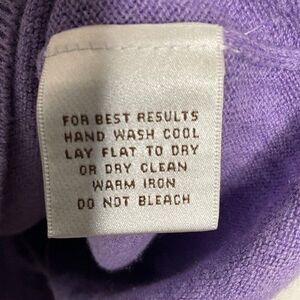 FOR BEST RESULTS
HAND WASH COOL
LAY FLAT TO DRY
OR DRY CLEAN
WARM IRON
DO NOT BLEACH